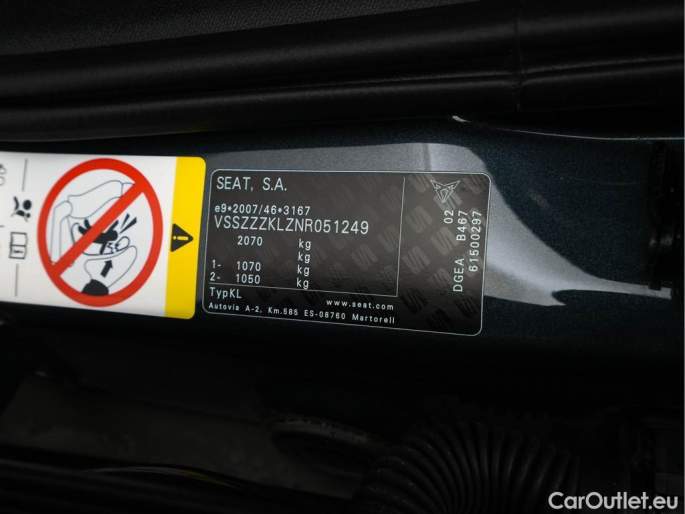 SEAT, S.A.
e9*2007/46*3167
VSSZZZKLZNR051249
2070 kg
kg
1- 1070 kg
2- 1050 kg
TypKL
www.seat.com
Autovia A-2, Km.585 ES-08760 Martorell
DGEA B467 02
61500297
CarOutlet.eu